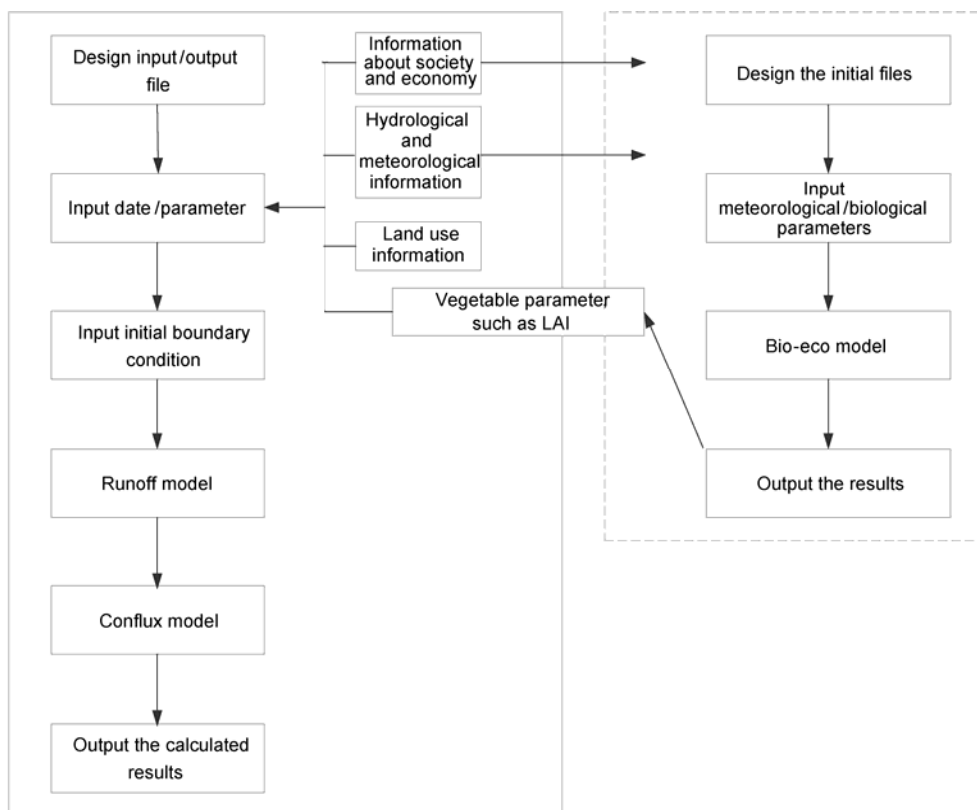 Design input/output
file
Input date/parameter
Input initial boundary
condition
Runoff model
Conflux model
Output the calculated
results
Information
about society
and economy
Hydrological
and
meteorological
information
Land use
information
Vegetable parameter
such as LAI
Design the initial files
Input
meteorological/biological
parameters
Bio-eco model
Output the results